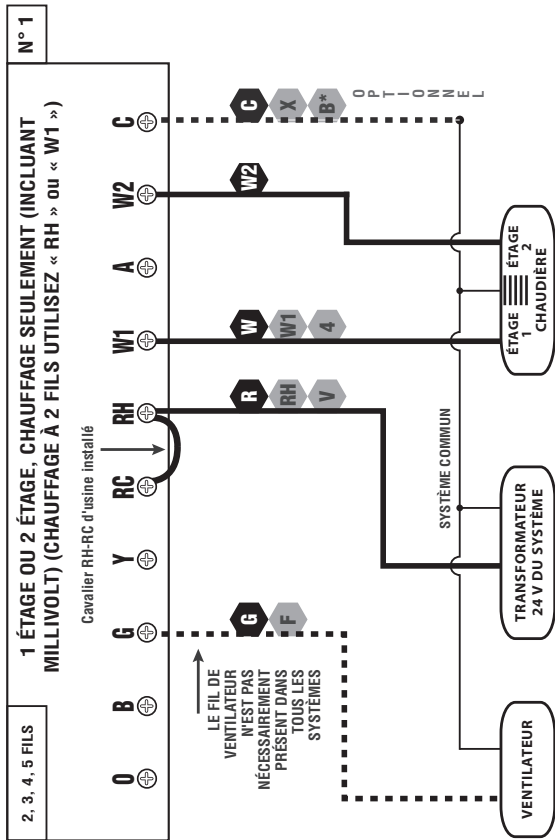 2, 3, 4, 5 FILS
1 ÉTAGE OU 2 ÉTAGE, CHAUFFAGE SEULEMENT (INCLUANT
MILLIVOLT) (CHAUFFAGE À 2 FILS UTILISEZ « RH » ou « W1 »)
N° 1
Cavalier RH-RC d'usine installé
O B G Y RC RH W1 A W2 C
LE FIL DE
VENTILATEUR
N'EST PAS
NÉCESSAIREMENT
PRÉSENT DANS
TOUS LES
SYSTÈMES
G
F
R
RH
V
W
W1
4
W2
C
X
B*
OPTIONNEL
SYSTÈME COMMUN
VENTILATEUR
TRANSFORMATEUR
24 V DU SYSTÈME
ÉTAGE
1
ÉTAGE
2
CHAUDIÈRE